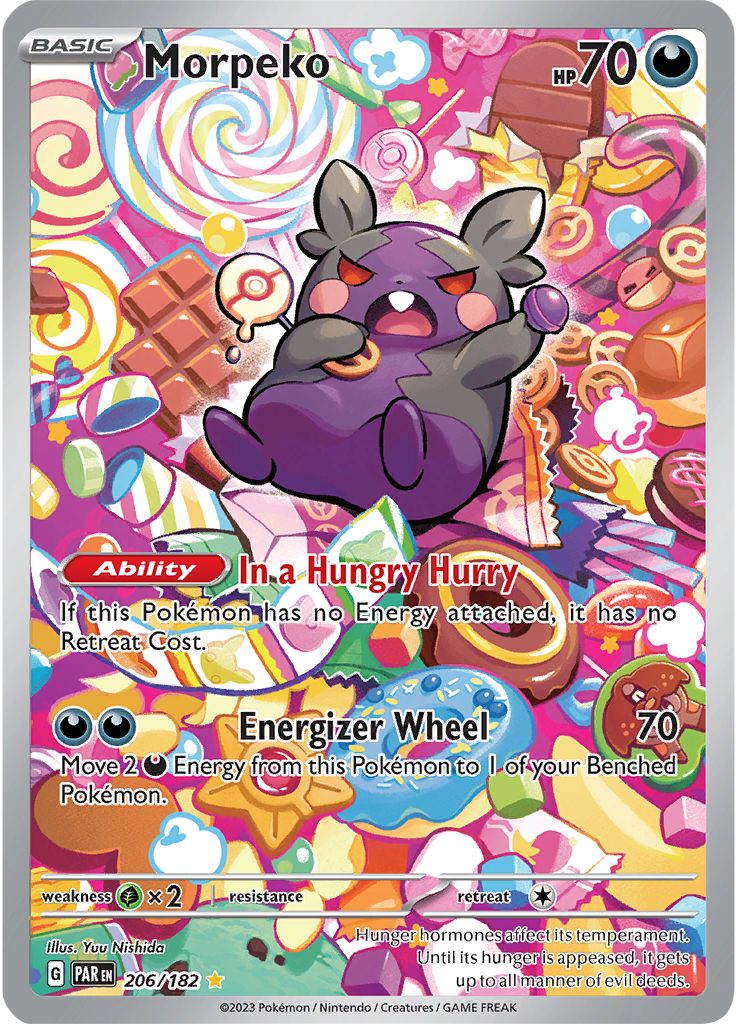 BASIC Morpeko HP 70
Ability In a Hungry Hurry
If this Pokémon has no Energy attached, it has no
Retreat Cost.
Energizer Wheel 70
Move 2 Energy from this Pokémon to 1 of your Benched
Pokémon.
weakness ×2 resistance retreat
Illus. Yuu Nishida
Hunger hormones affect its temperament.
Until its hunger is appeased, it gets
up to all manner of evil deeds.
G PAR EN 206/182
©2023 Pokémon / Nintendo / Creatures / GAME FREAK